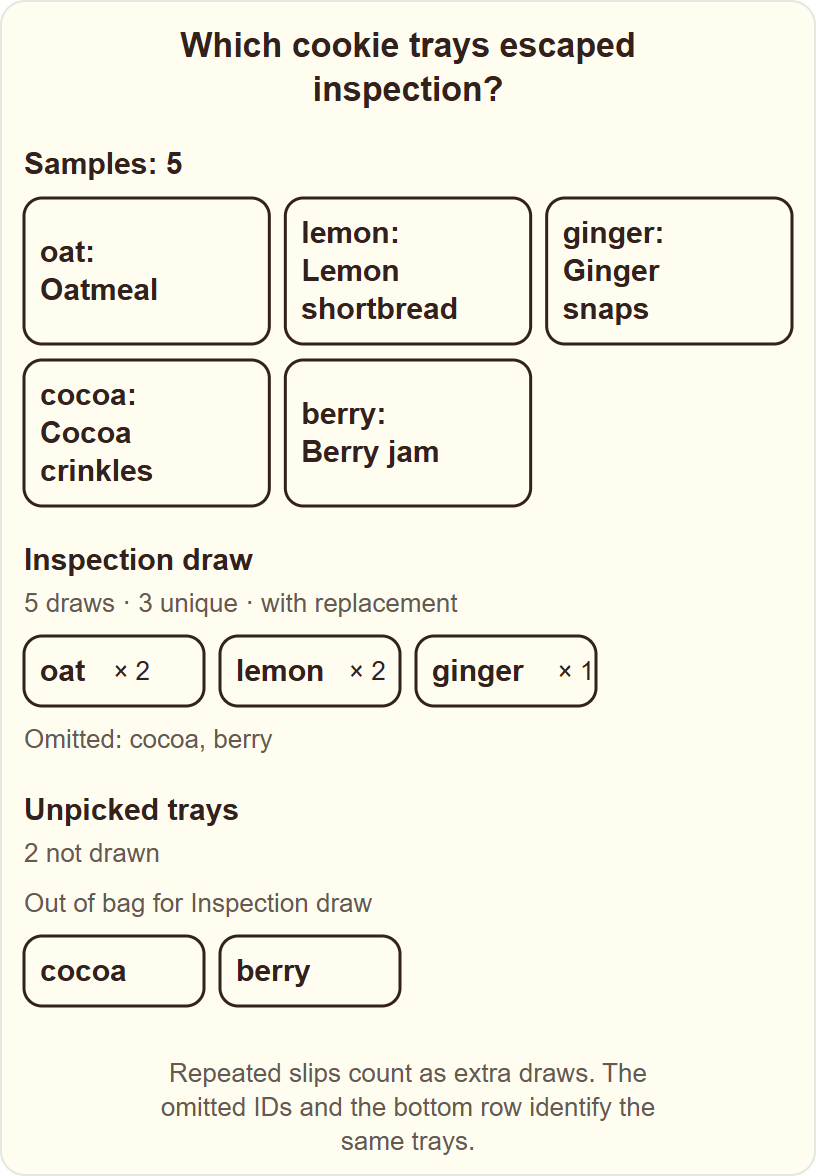 Which cookie trays escaped
inspection?
Samples: 5
oat:
Oatmeal
lemon:
Lemon
shortbread
ginger:
Ginger
snaps
cocoa:
Cocoa
crinkles
berry:
Berry jam
Inspection draw
5 draws · 3 unique · with replacement
oat × 2
lemon × 2
ginger × 1
Omitted: cocoa, berry
Unpicked trays
2 not drawn
Out of bag for Inspection draw
cocoa
berry
Repeated slips count as extra draws. The
omitted IDs and the bottom row identify the
same trays.